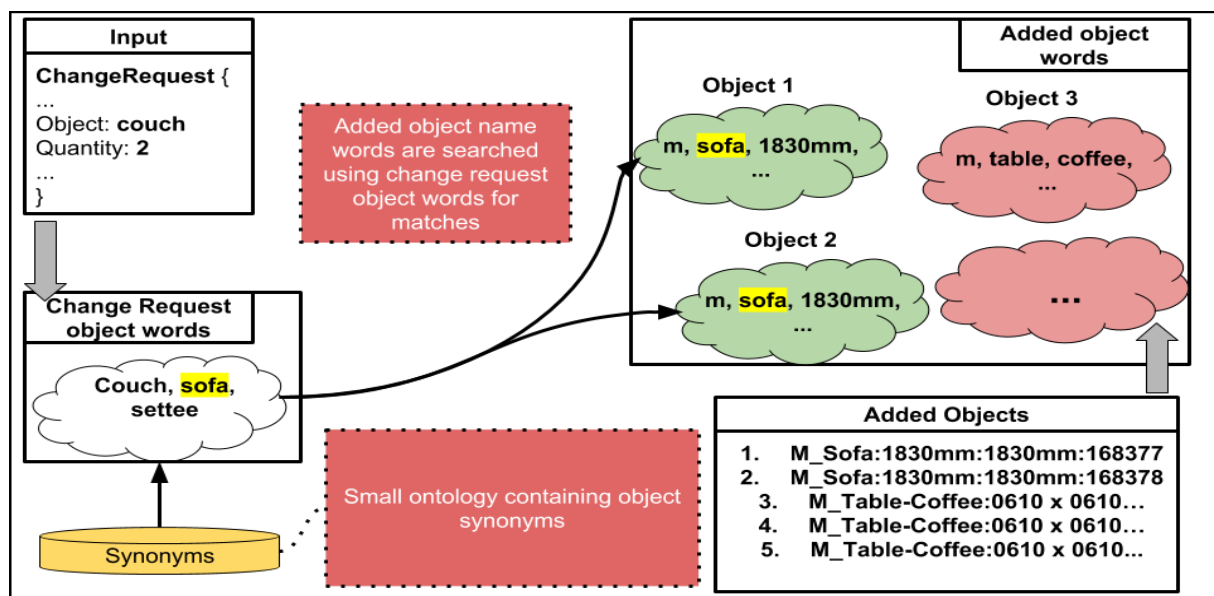 Input
ChangeRequest {
...
Object: couch
Quantity: 2
...
}
Added object name
words are searched
using change request
object words for
matches
Added object
words
Object 1
m, sofa, 1830mm,
...
Object 3
m, table, coffee,
...
Object 2
m, sofa, 1830mm,
...
...
Change Request
object words
Couch, sofa,
settee
Synonyms
Small ontology containing object
synonyms
Added Objects
1. M_Sofa:1830mm:1830mm:168377
2. M_Sofa:1830mm:1830mm:168378
3. M_Table-Coffee:0610 x 0610...
4. M_Table-Coffee:0610 x 0610...
5. M_Table-Coffee:0610 x 0610...